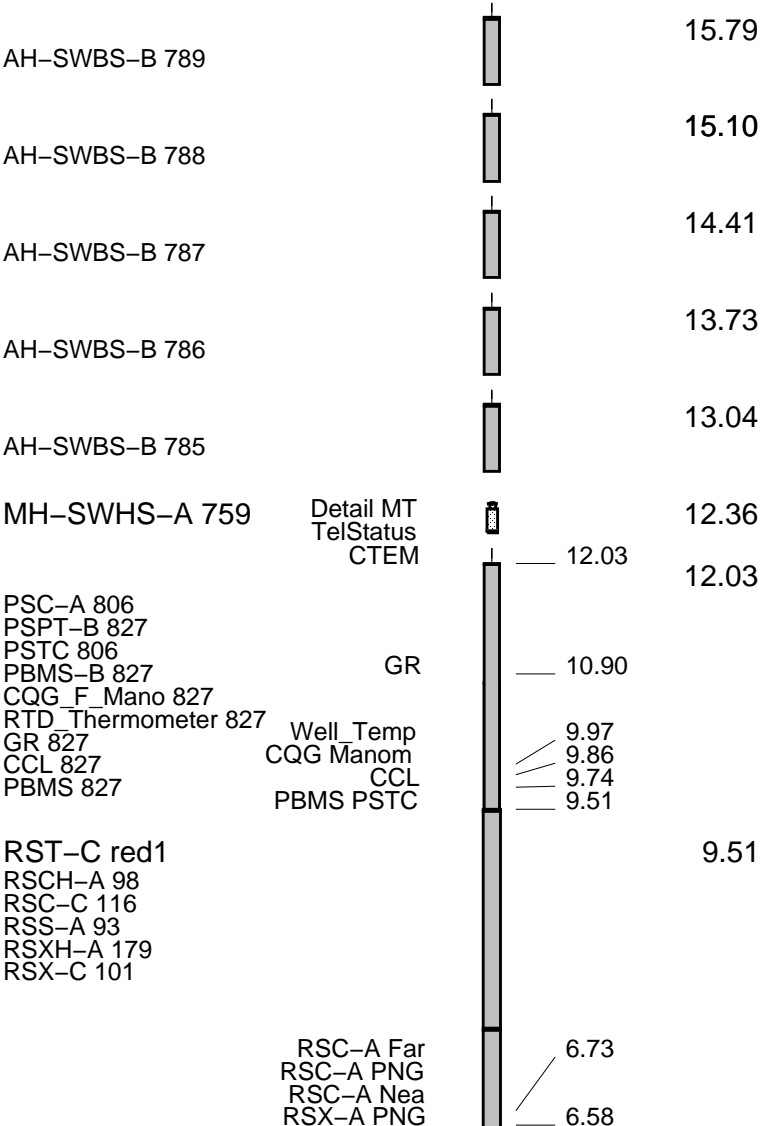 15.79
AH−SWBS−B 789
15.10
AH−SWBS−B 788
14.41
AH−SWBS−B 787
13.73
AH−SWBS−B 786
13.04
AH−SWBS−B 785
MH−SWHS−A 759 Detail MT 12.36
TelStatus
CTEM 12.03
12.03
PSC−A 806
PSPT−B 827
PSTC 806
PBMS−B 827 GR 10.90
CQG_F_Mano 827
RTD_Thermometer 827
GR 827 Well_Temp 9.97
CCL 827 CQG Manom 9.86
PBMS 827 CCL 9.74
PBMS PSTC 9.51
RST−C red1 9.51
RSCH−A 98
RSC−C 116
RSS−A 93
RSXH−A 179
RSX−C 101
RSC−A Far 6.73
RSC−A PNG
RSC−A Nea
RSX−A PNG 6.58